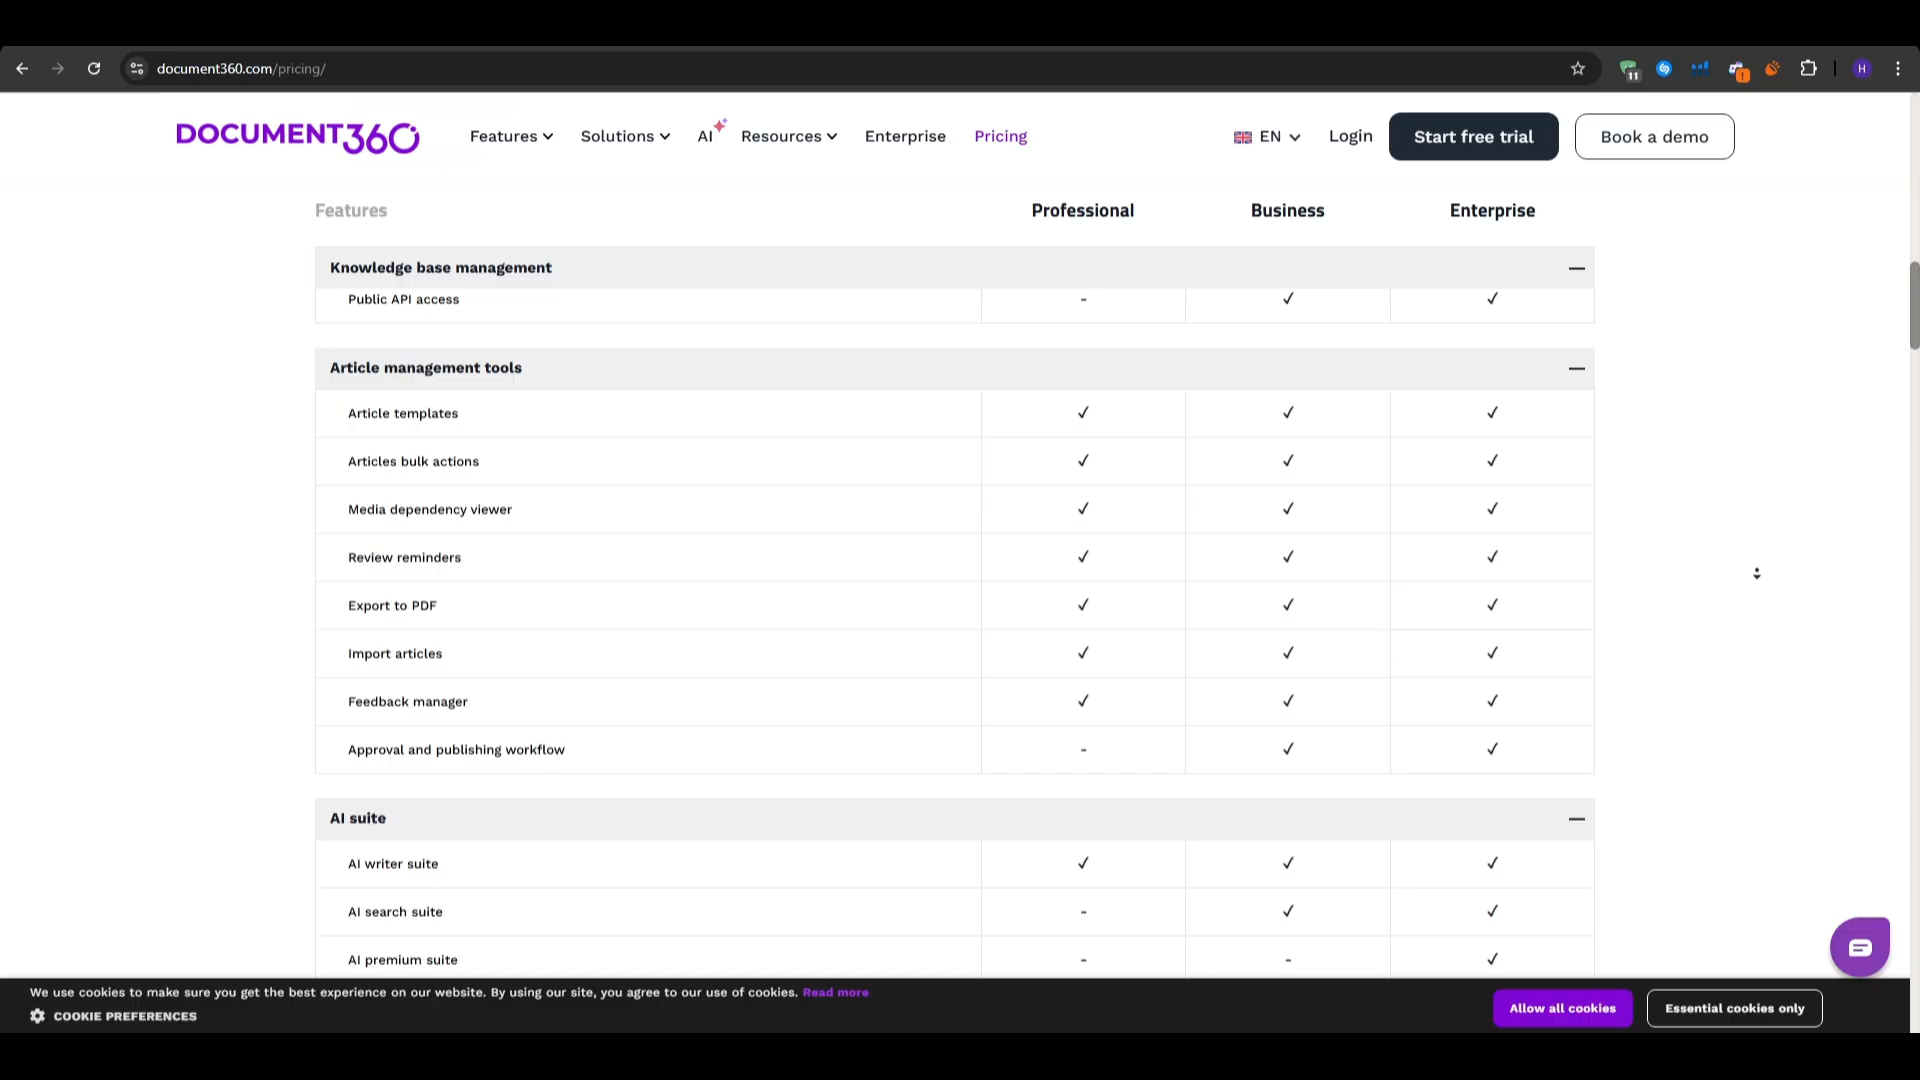 document360.com/pricing/
11
!
H
DOCUMENT360
Features Solutions AI Resources Enterprise Pricing EN Login Start free trial Book a demo
Features Professional Business Enterprise
Knowledge base management
Public API access - ✓ ✓
Article management tools
Article templates ✓ ✓ ✓
Articles bulk actions ✓ ✓ ✓
Media dependency viewer ✓ ✓ ✓
Review reminders ✓ ✓ ✓
Export to PDF ✓ ✓ ✓
Import articles ✓ ✓ ✓
Feedback manager ✓ ✓ ✓
Approval and publishing workflow - ✓ ✓
AI suite
AI writer suite ✓ ✓ ✓
AI search suite - ✓ ✓
AI premium suite - - ✓
We use cookies to make sure you get the best experience on our website. By using our site, you agree to our use of cookies. Read more
COOKIE PREFERENCES
Allow all cookies Essential cookies only